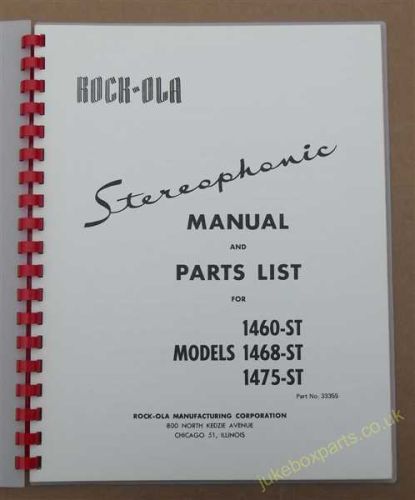 ROCK-OLA
Stereophonic
MANUAL
AND
PARTS LIST
FOR
1460-ST
MODELS 1468-ST
1475-ST
Part No. 33355
ROCK-OLA MANUFACTURING CORPORATION
800 NORTH KEDZIE AVENUE
CHICAGO 51, ILLINOIS
jukeboxparts.co.uk